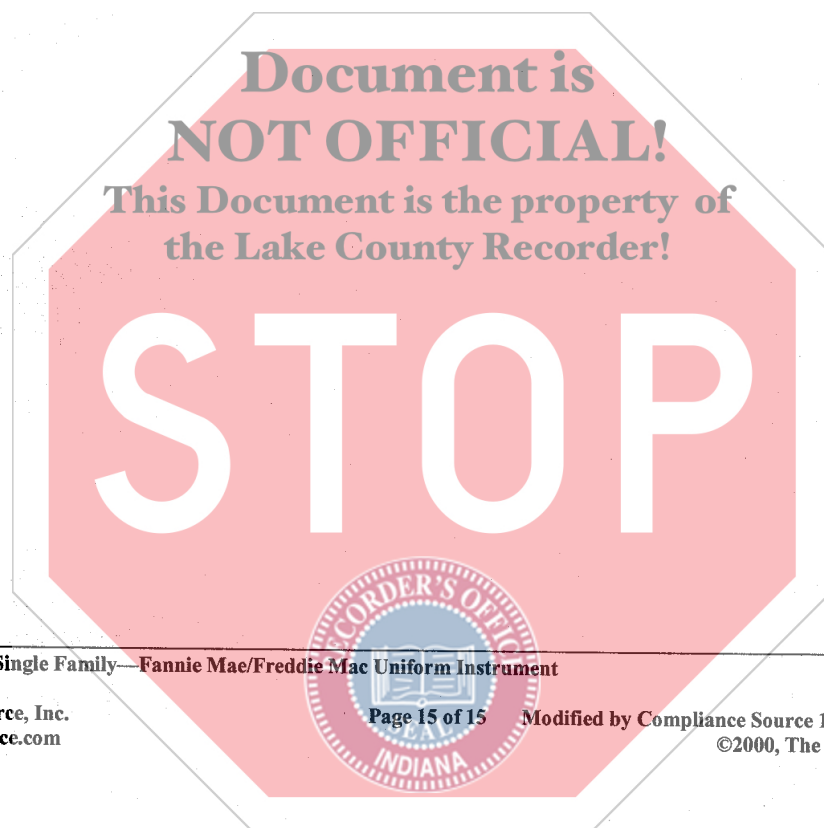 Document is
NOT OFFICIAL!
This Document is the property of
the Lake County Recorder!
STOP
RECORDER'S OFFICE
Single Family—Fannie Mae/Freddie Mac Uniform Instrument
rce, Inc.
Page 15 of 15
Modified by Compliance Source 1
ce.com
©2000, The
SEAL
INDIANA